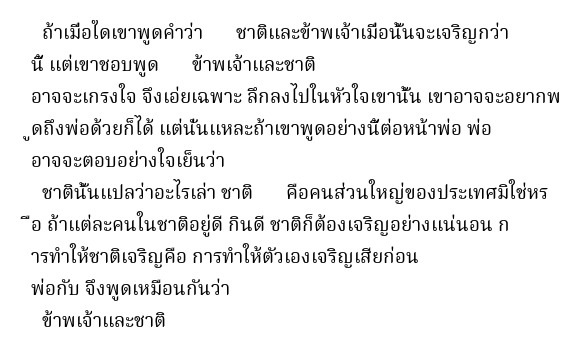 ถ้าเมื่อใดเขาพูดคำว่า ชาติและข้าพเจ้าเมื่อนั้นจะเจริญกว่า
นี้ แต่เขาชอบพูด ข้าพเจ้าและชาติ
อาจจะเกรงใจ จึงเอ่ยเฉพาะ ลึกลงไปในหัวใจเขานั้น เขาอาจจะอยากพ
ูดถึงพ่อด้วยก็ได้ แต่นั่นแหละถ้าเขาพูดอย่างนี้ต่อหน้าพ่อ พ่อ
อาจจะตอบอย่างใจเย็นว่า
ชาตินั้นแปลว่าอะไรเล่า ชาติ คือคนส่วนใหญ่ของประเทศมิใช่หร
ือ ถ้าแต่ละคนในชาติอยู่ดี กินดี ชาติก็ต้องเจริญอย่างแน่นอน ก
ารทำให้ชาติเจริญคือ การทำให้ตัวเองเจริญเสียก่อน
พ่อกับ จึงพูดเหมือนกันว่า
ข้าพเจ้าและชาติ